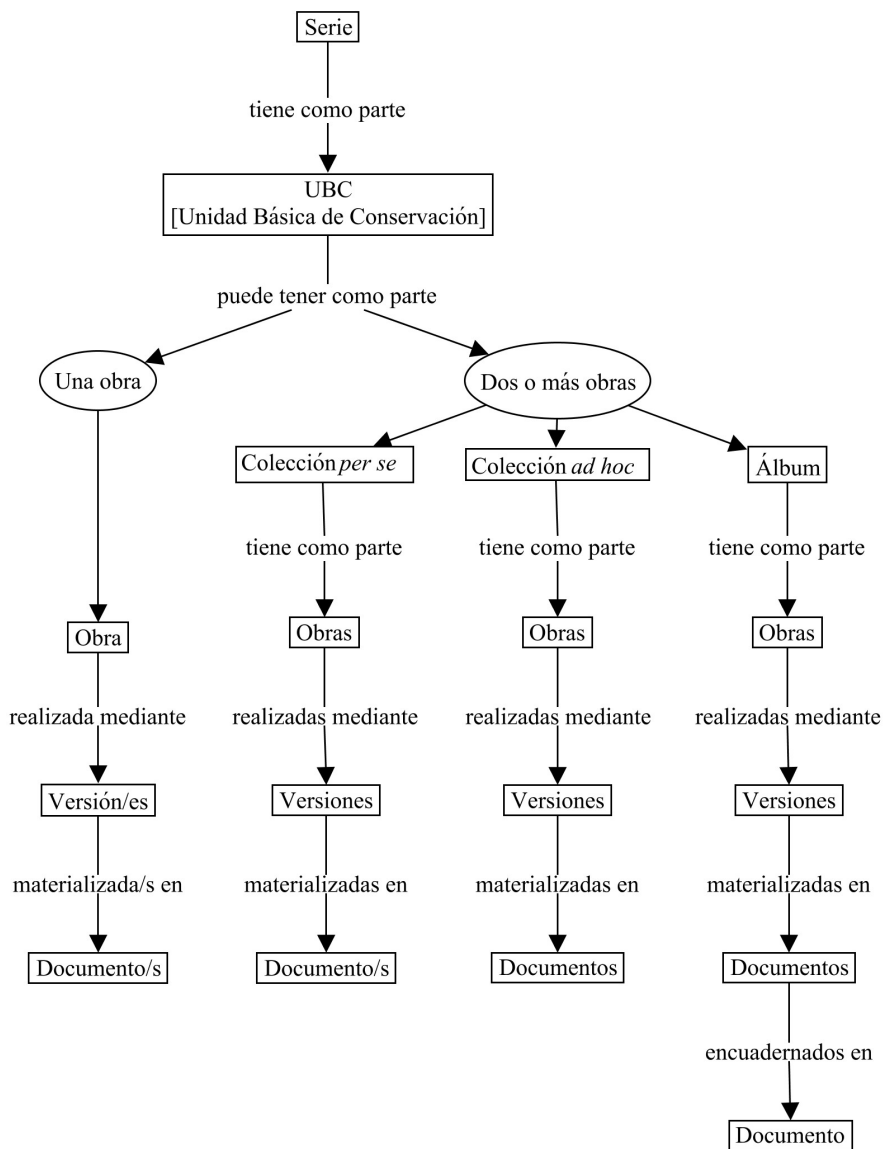 Serie
tiene como parte
UBC
[Unidad Básica de Conservación]
puede tener como parte
Una obra
Dos o más obras
Colección per se
Colección ad hoc
Álbum
tiene como parte
tiene como parte
tiene como parte
Obra
Obras
Obras
Obras
realizada mediante
realizadas mediante
realizadas mediante
realizadas mediante
Versión/es
Versiones
Versiones
Versiones
materializada/s en
materializadas en
materializadas en
materializadas en
Documento/s
Documento/s
Documentos
Documentos
encuadernados en
Documento